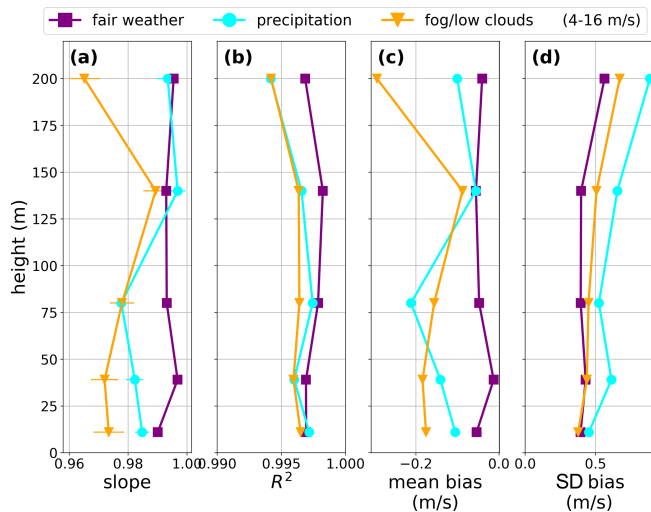 fair weather precipitation fog/low clouds (4-16 m/s)
(a) (b) (c) (d)
200
175
150
125
100
75
50
25
0
height (m)
0.96 0.98 1.00 0.990 0.995 1.000 −0.2 0.0 0.0 0.5
slope R² mean bias SD bias
(m/s) (m/s)